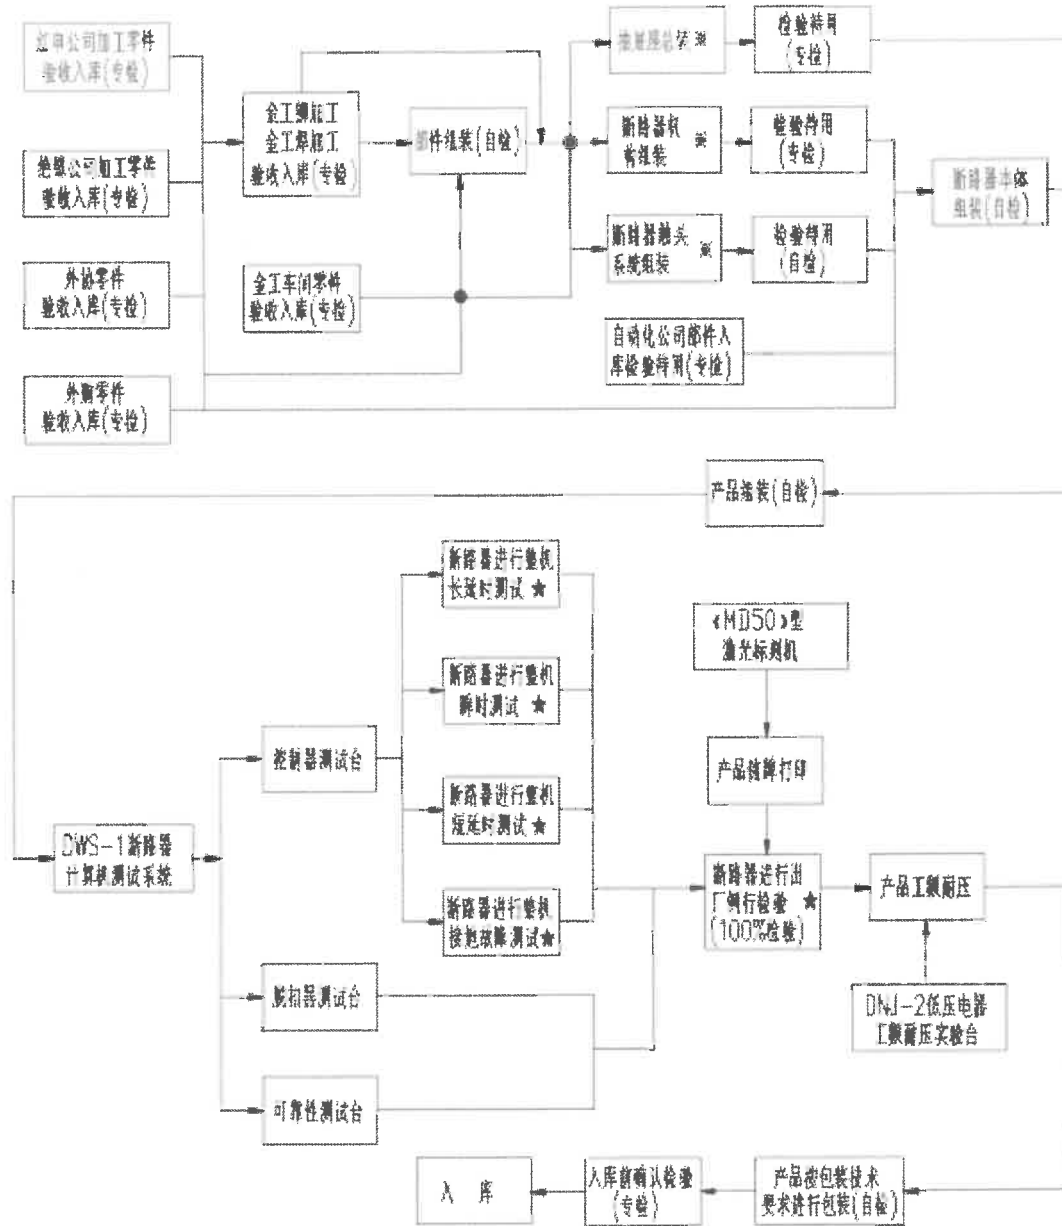 加工零件
验收入库(专检)
绝缘公司加工零件
验收入库(专检)
外协零件
验收入库(专检)
外购零件
验收入库(专检)
金工铆加工
金工焊加工
验收入库(专检)
金工车间零件
验收入库(专检)
部件组装(自检)
总装
检验待用
(专检)
断路器机
构组装
检验待用
(专检)
断路器触头
系统组装
检验待用
(自检)
自动化公司部件入
库检验待用(专检)
断路器本体
组装(自检)
产品组装(自检)
断路器进行整机
长延时测试 ★
断路器进行整机
瞬时测试 ★
断路器进行整机
短延时测试★
断路器进行整机
接地故障测试★
《MD50》型
激光标刻机
控制器测试台
产品铭牌打印
DWS-1断路器
计算机测试系统
断路器进行出
厂例行检验 ★
(100%检验)
产品工频耐压
脱扣器测试台
DNJ-2低压电器
工频耐压实验台
可靠性测试台
入 库
入库前确认检验
(专检)
产品按包装技术
要求进行包装(自检)